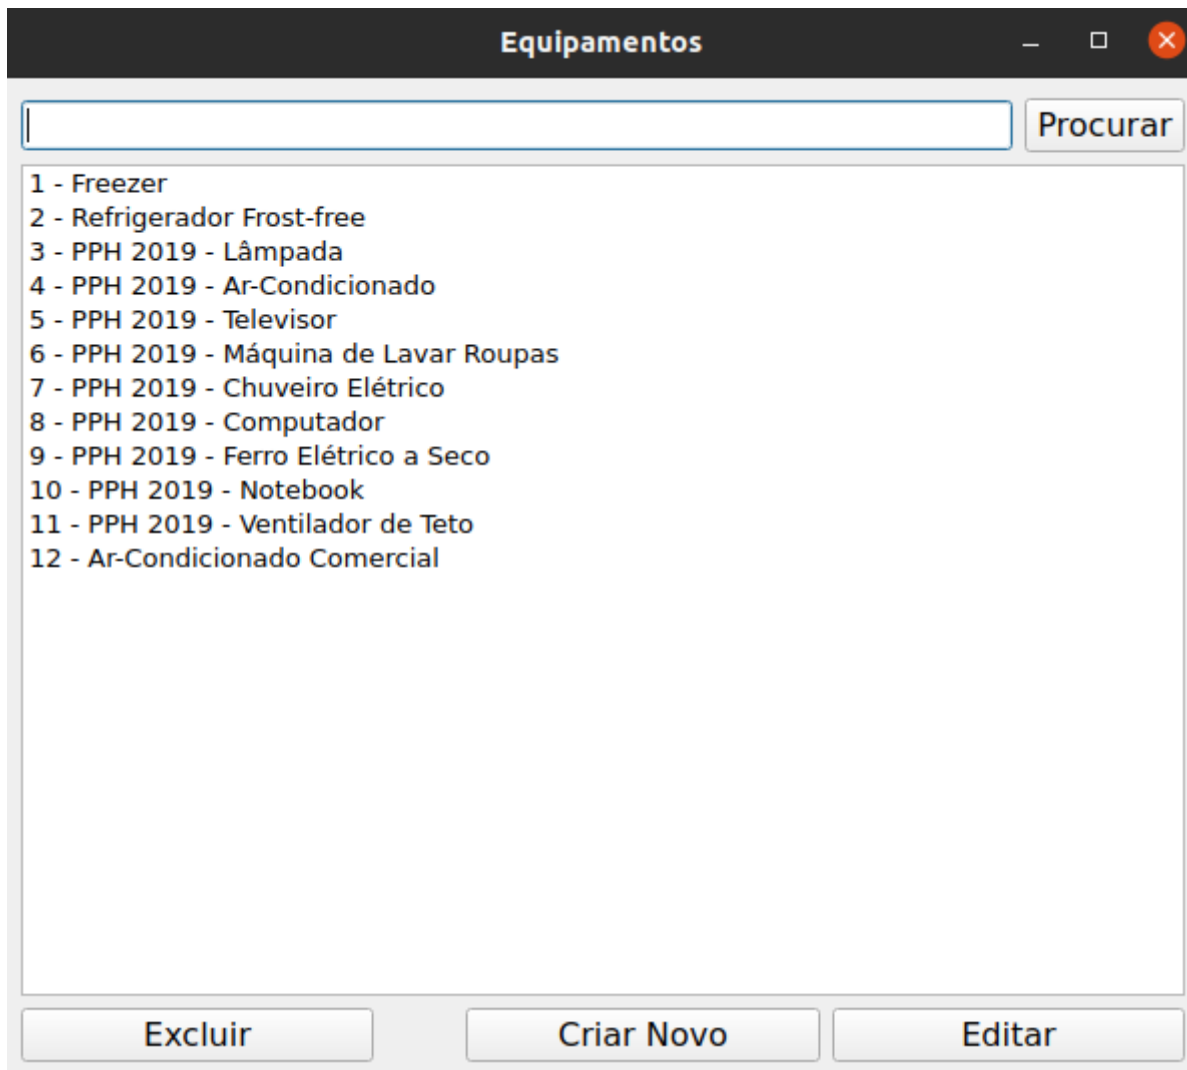 Equipamentos
Procurar
1 - Freezer
2 - Refrigerador Frost-free
3 - PPH 2019 - Lâmpada
4 - PPH 2019 - Ar-Condicionado
5 - PPH 2019 - Televisor
6 - PPH 2019 - Máquina de Lavar Roupas
7 - PPH 2019 - Chuveiro Elétrico
8 - PPH 2019 - Computador
9 - PPH 2019 - Ferro Elétrico a Seco
10 - PPH 2019 - Notebook
11 - PPH 2019 - Ventilador de Teto
12 - Ar-Condicionado Comercial
Excluir Criar Novo Editar